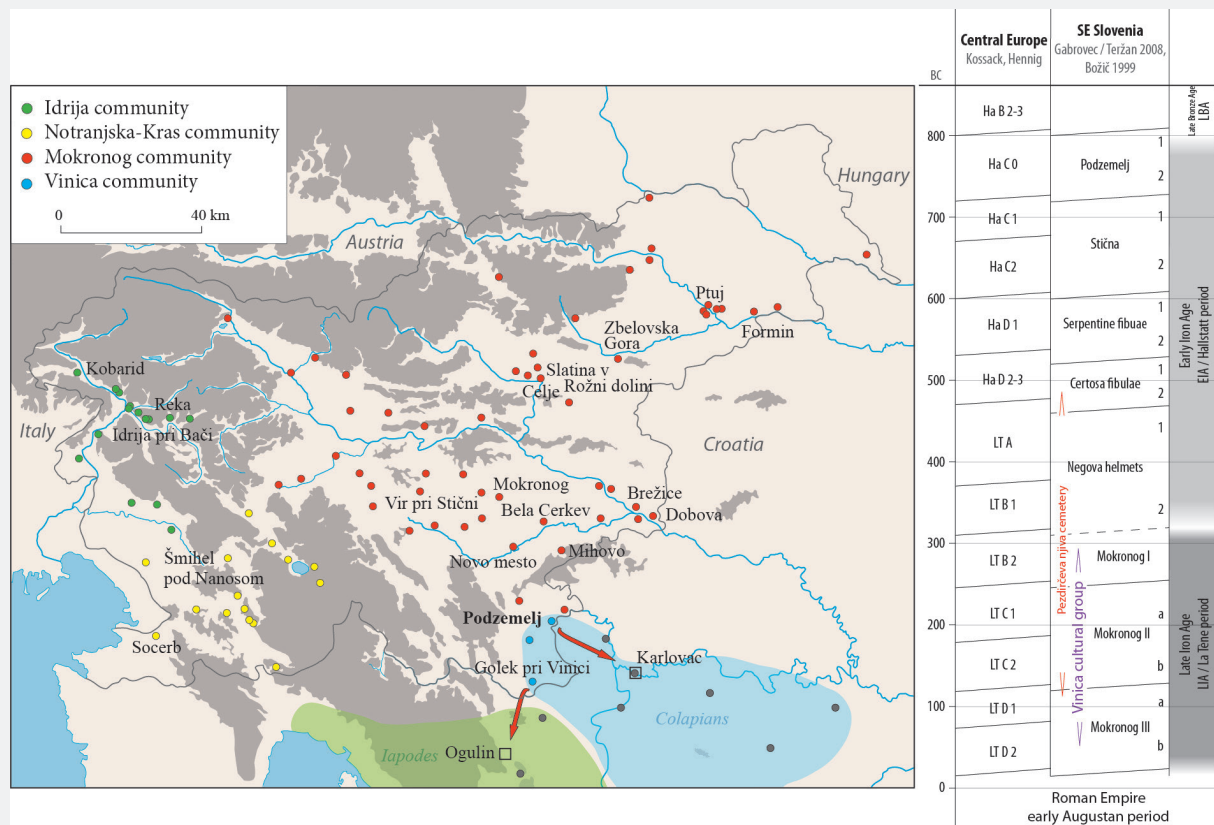 Idrija community
Notranjska-Kras community
Mokronog community
Vinica community
0 40 km
Austria
Hungary
Italy
Croatia
Ptuj
Formin
Zbelovska
Gora
Slatina v
Rožni dolini
Celje
Kobarid
Reka
Idrija pri Bači
Mokronog
Vir pri Stični
Bela Cerkev
Brežice
Dobova
Novo mesto
Mihovo
Šmihel
pod Nanosom
Socerb
Podzemelj
Golek pri Vinici
Karlovac
Colapians
Iapodes
Ogulin
BC
Central Europe
Kossack, Hennig
SE Slovenia
Gabrovec / Teržan 2008,
Božič 1999
800
700
600
500
400
300
200
100
0
Ha B 2-3
Ha C 0
Ha C 1
Ha C2
Ha D 1
Ha D 2-3
LT A
LT B 1
LT B 2
LT C 1
LT C 2
LT D 1
LT D 2
Podzemelj
1
2
Stična
1
2
Serpentine fibuae
1
2
Certosa fibulae
1
2
Negova helmets
1
2
Mokronog I
Mokronog II
a
b
Mokronog III
a
b
Pezdirčeva njiva cemetery
Vinica cultural group
Late Bronze Age
LBA
Early Iron Age
EIA / Hallstatt period
Late Iron Age
LIA / La Tène period
Roman Empire
early Augustan period